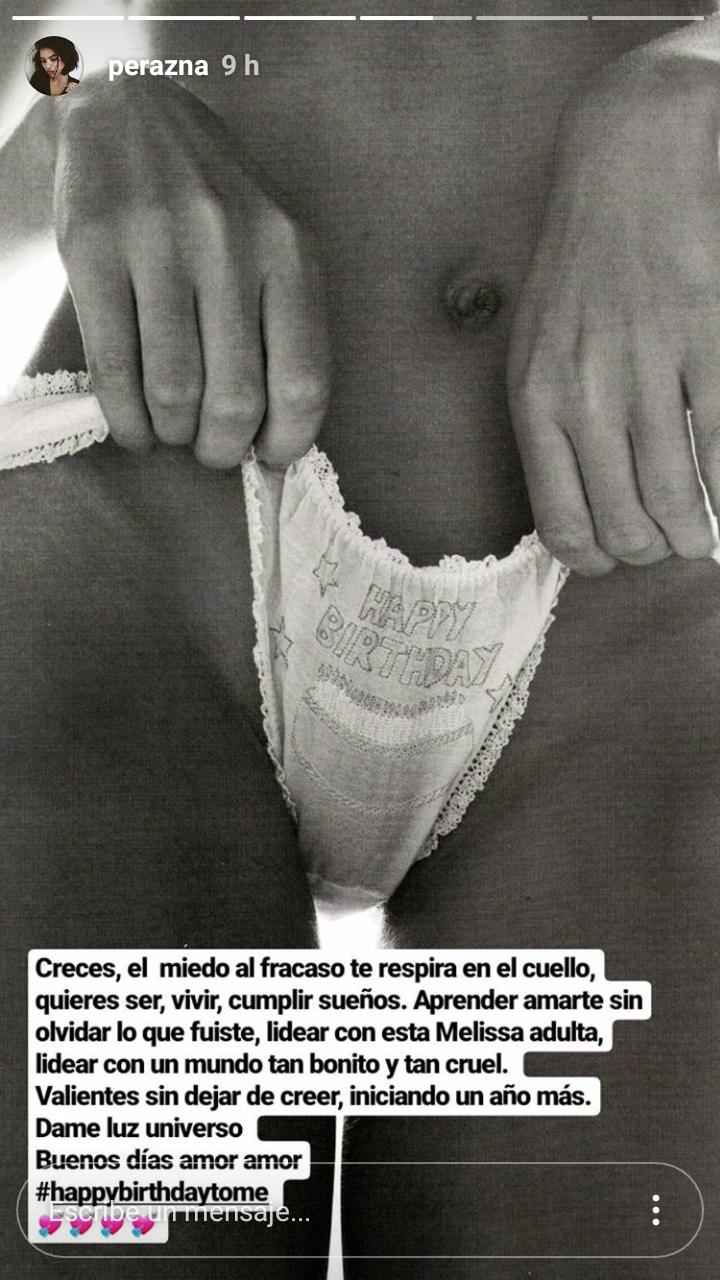 perazna 9 h
HAPPY
BIRTHDAY
Creces, el miedo al fracaso te respira en el cuello,
quieres ser, vivir, cumplir sueños. Aprender amarte sin
olvidar lo que fuiste, lidear con esta Melissa adulta,
lidear con un mundo tan bonito y tan cruel.
Valientes sin dejar de creer, iniciando un año más.
Dame luz universo
Buenos días amor amor
#happybirthdaytome
Escribe un mensaje...
💘💘💘💘